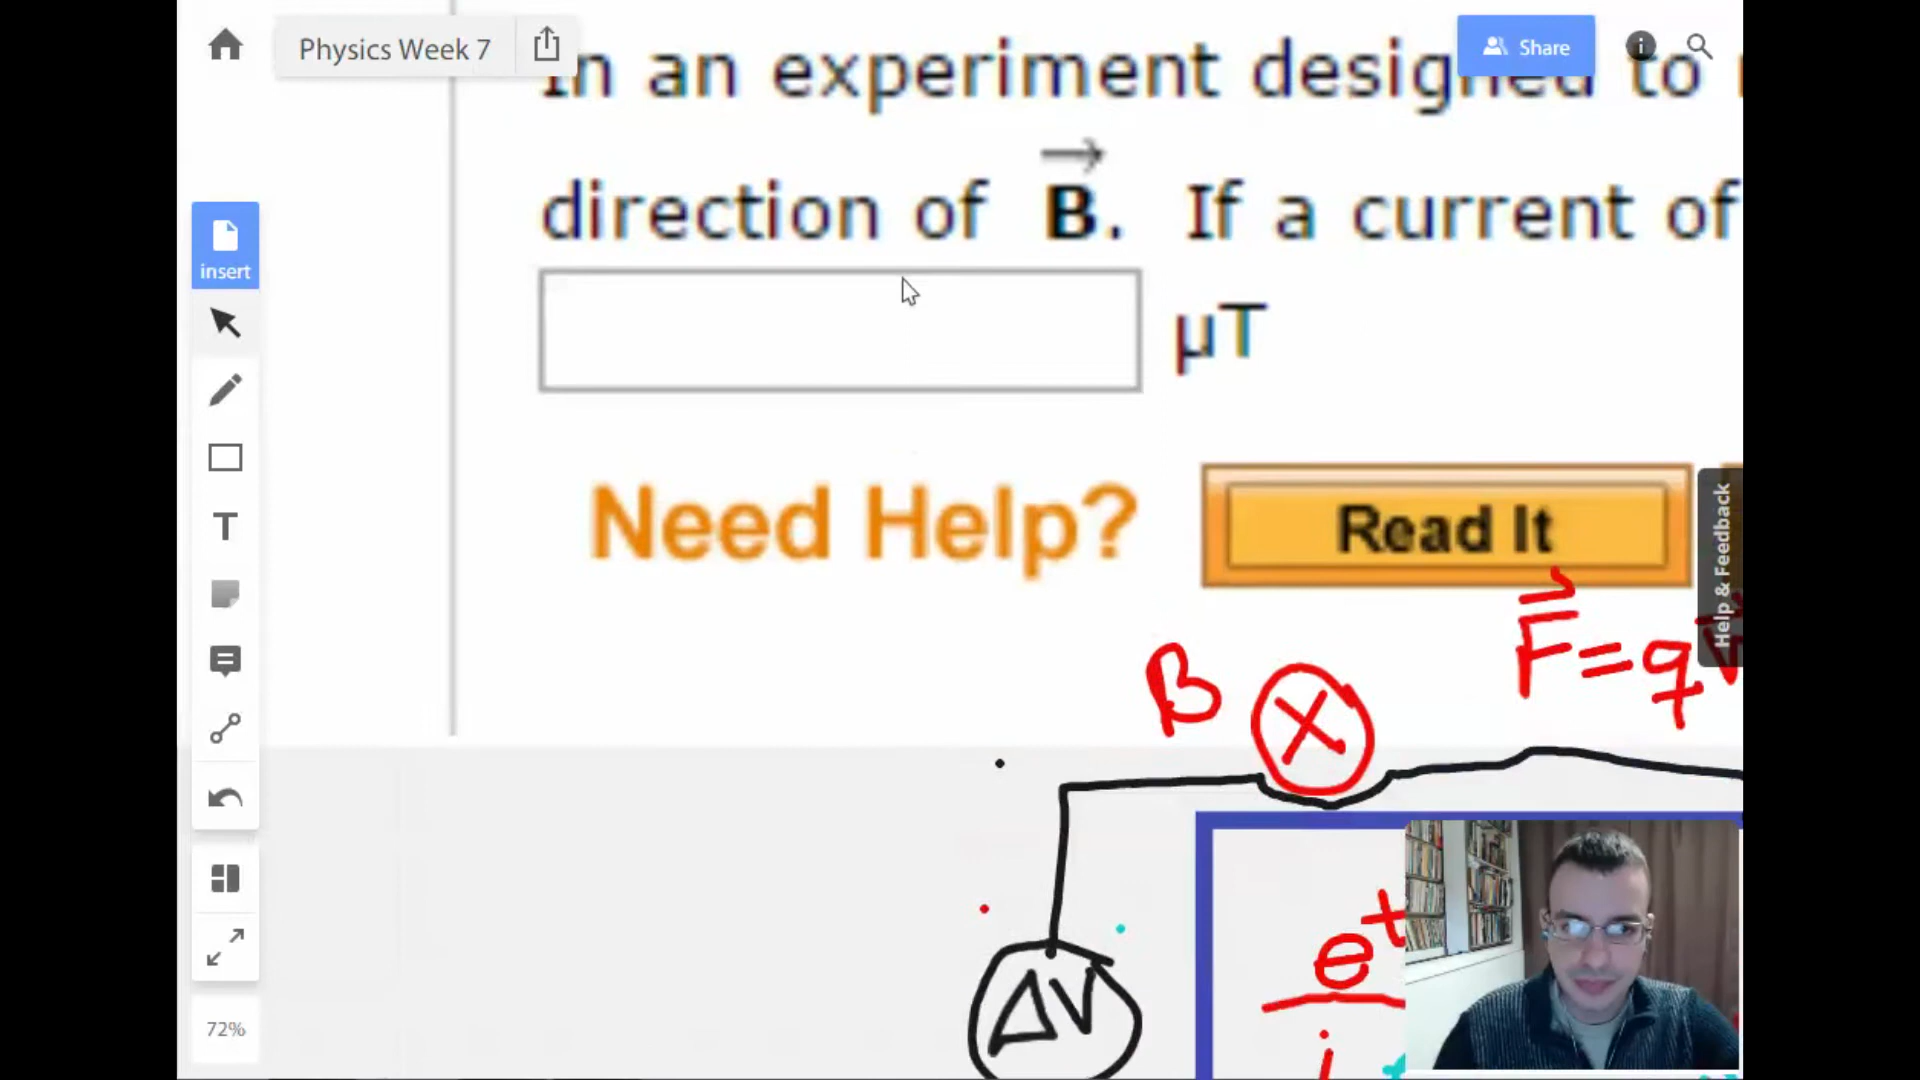 Physics Week 7
Share
In an experiment designed to
direction of B. If a current of
insert
μT
Need Help?
Read It
Help & Feedback
T
F = q
B X
ΔV
e
i
72%